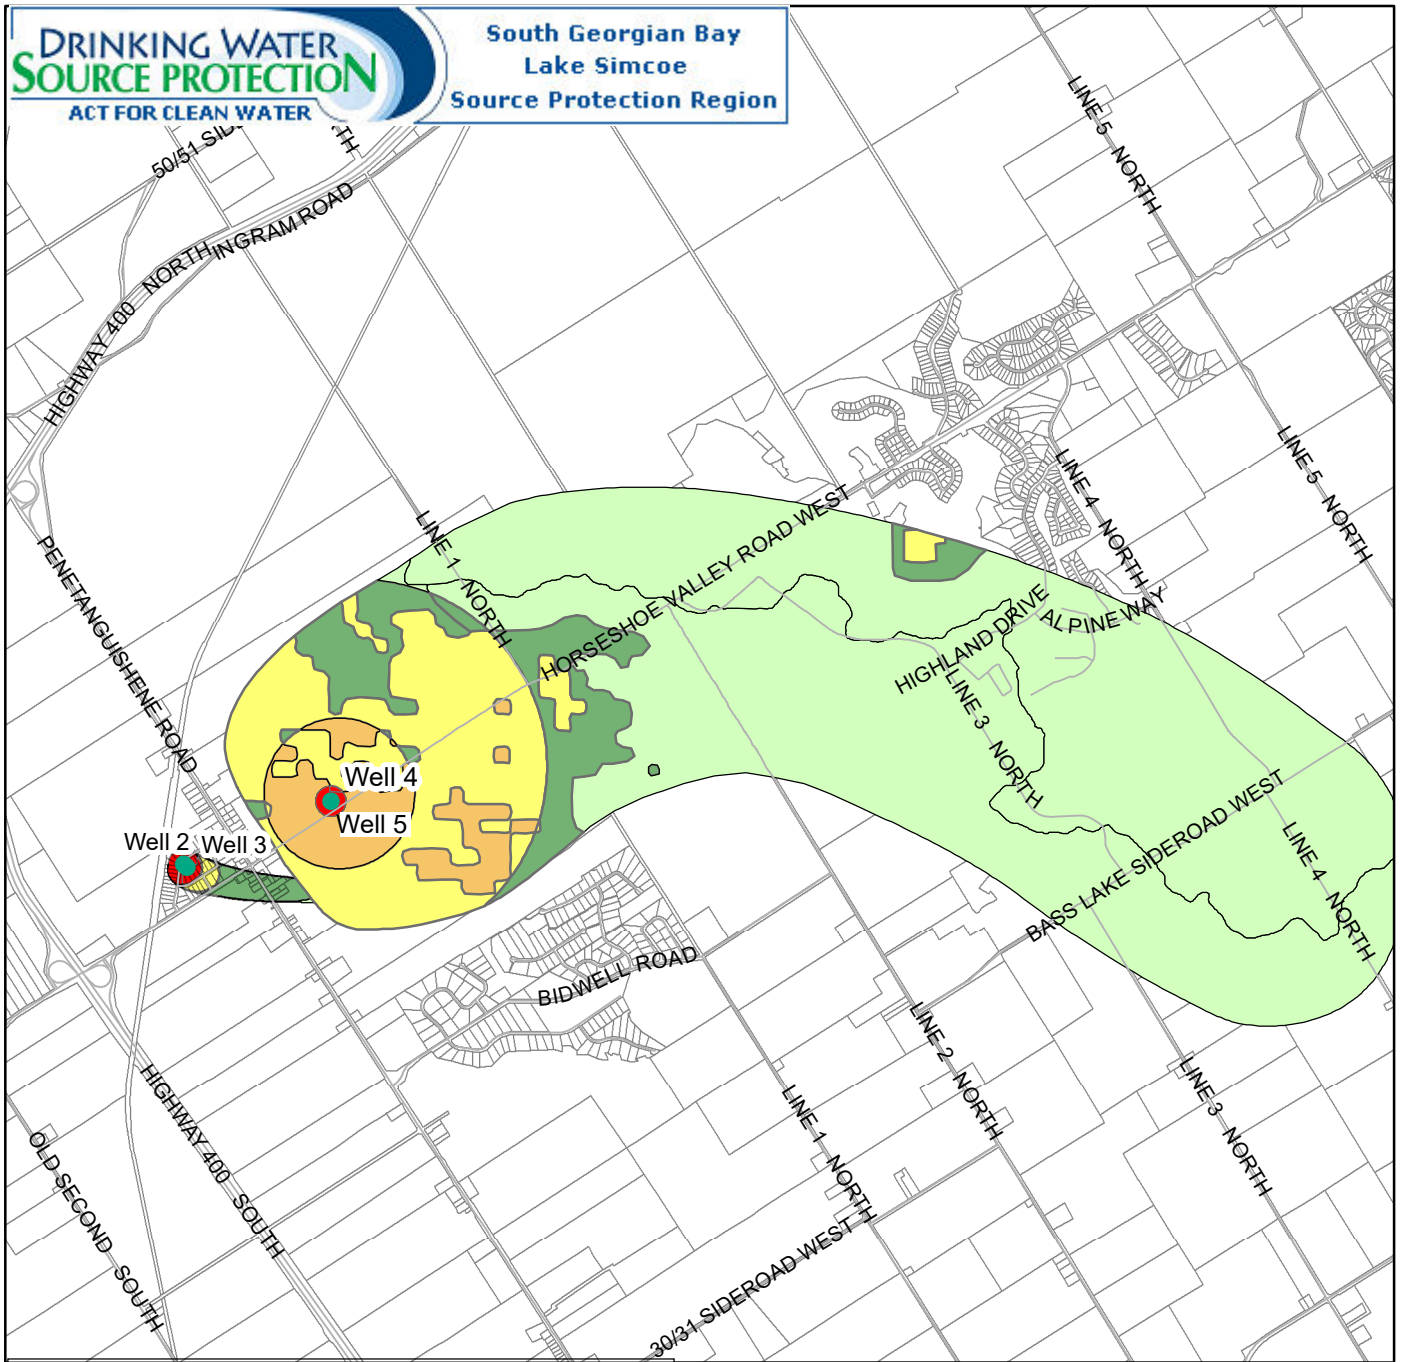 DRINKING WATER
SOURCE PROTECTION
ACT FOR CLEAN WATER
South Georgian Bay
Lake Simcoe
Source Protection Region
50/51
TH
INGRAM ROAD
HIGHWAY 400 NORTH
LINE 5 NORTH
LINE 5 NORTH
LINE 4 NORTH
PENETANGUISHENE ROAD
LINE 1 NORTH
HORSESHOE VALLEY ROAD WEST
HIGHLAND DRIVE
ALPINE WAY
LINE 3 NORTH
Well 4
Well 5
Well 2
Well 3
BASS LAKE SIDEROAD WEST
LINE 4 NORTH
BIDWELL ROAD
LINE 2 NORTH
LINE 3 NORTH
LINE 1 NORTH
HIGHWAY 400 SOUTH
OLD SECOND SOUTH
30/31 SIDEROAD WEST